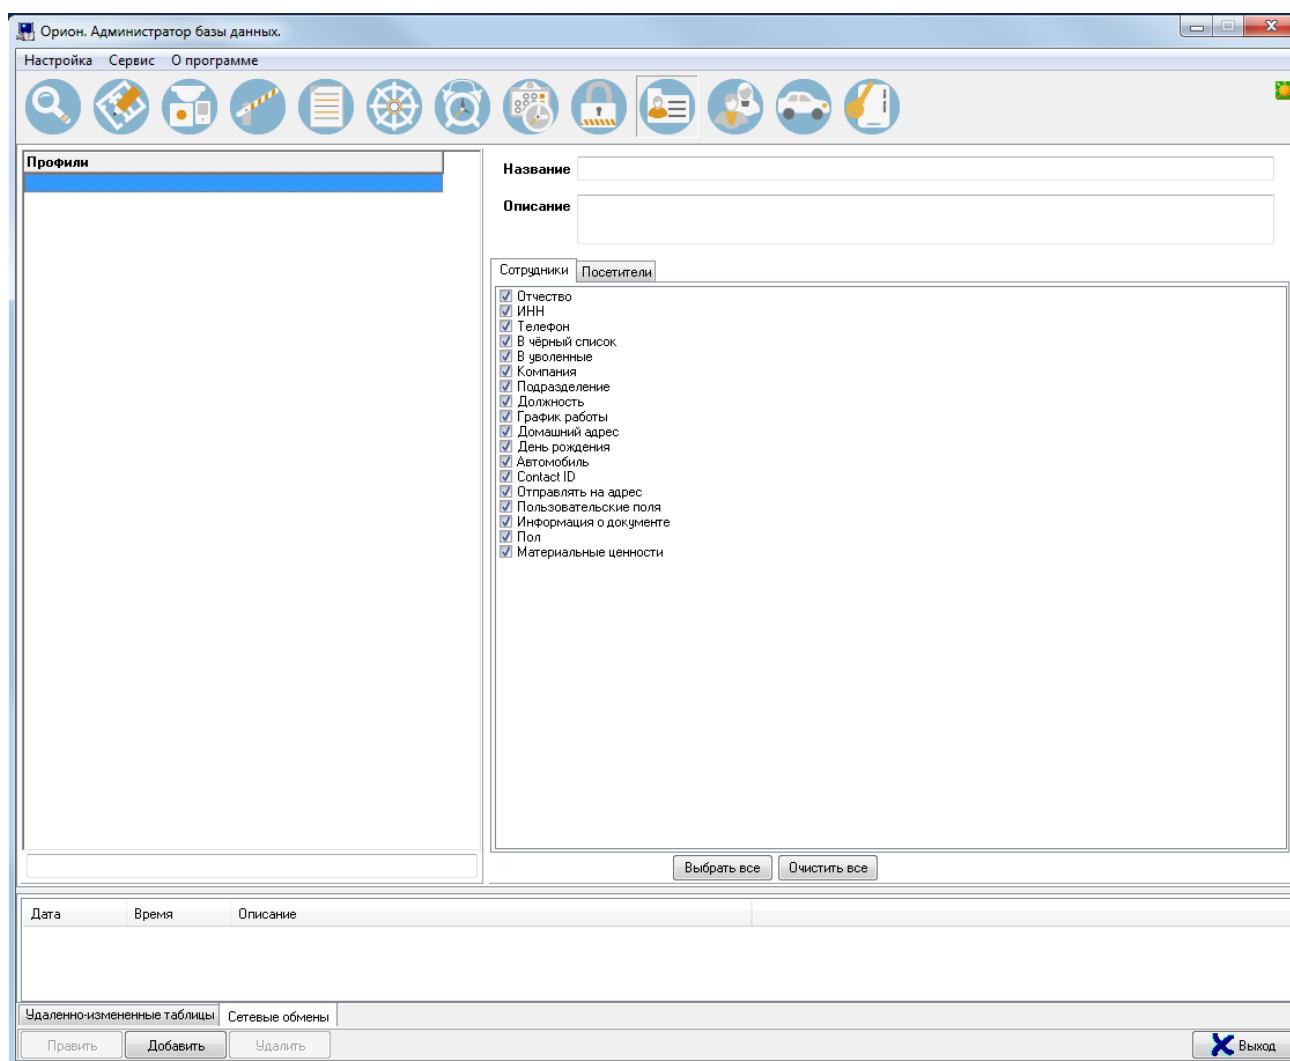 Орион. Администратор базы данных.
Настройка Сервис О программе
Профили
Название
Описание
Сотрудники Посетители
Отчество
ИНН
Телефон
В чёрный список
В уволенные
Компания
Подразделение
Должность
График работы
Домашний адрес
День рождения
Автомобиль
Contact ID
Отправлять на адрес
Пользовательские поля
Информация о документе
Пол
Материальные ценности
Выбрать все Очистить все
Дата Время Описание
Удаленно-измененные таблицы Сетевые обмены
Править Добавить Удалить Выход